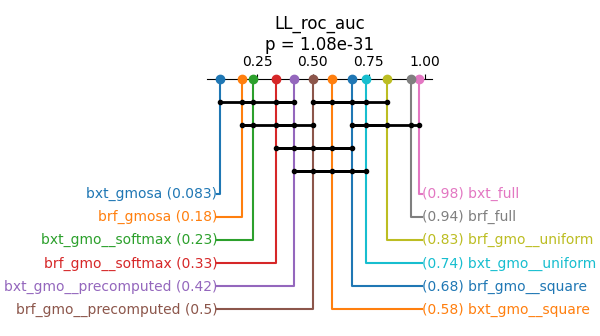 LL_roc_auc
p = 1.08e-31
0.25 0.50 0.75 1.00
bxt_gmosa (0.083) (0.98) bxt_full
brf_gmosa (0.18) (0.94) brf_full
bxt_gmo__softmax (0.23) (0.83) brf_gmo__uniform
brf_gmo__softmax (0.33) (0.74) bxt_gmo__uniform
bxt_gmo__precomputed (0.42) (0.68) brf_gmo__square
brf_gmo__precomputed (0.5) (0.58) bxt_gmo__square